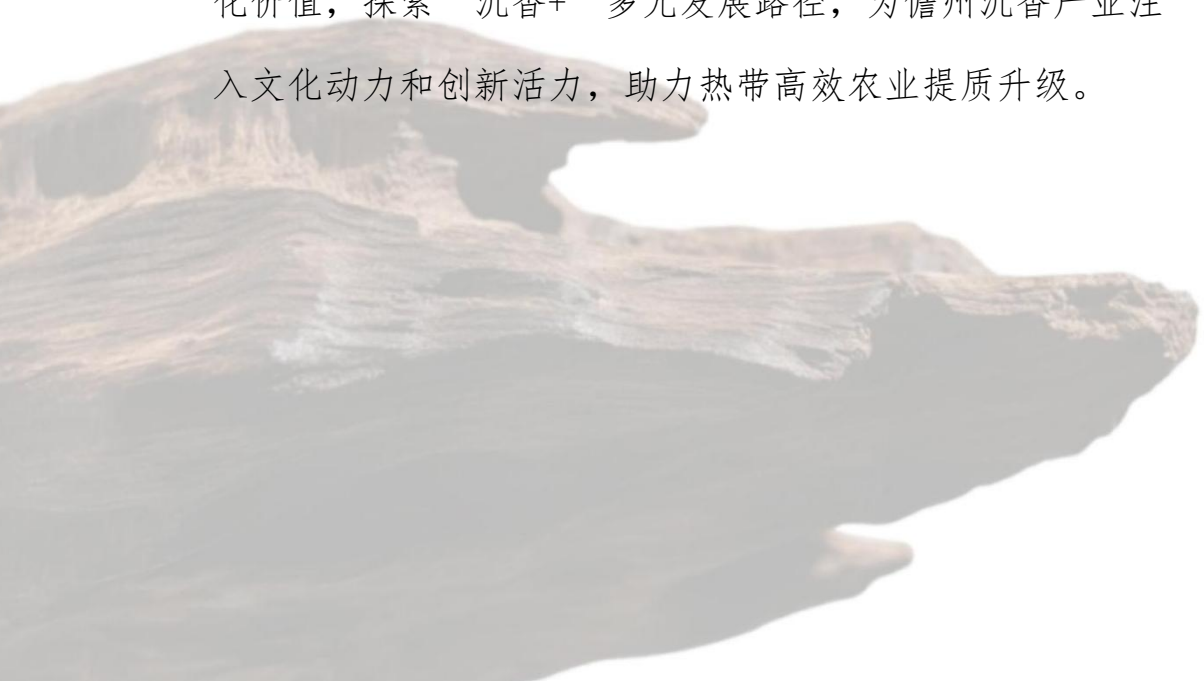 化价值，探索“沉香+”多元发展路径，为儋州沉香产业注
入文化动力和创新活力，助力热带高效农业提质升级。